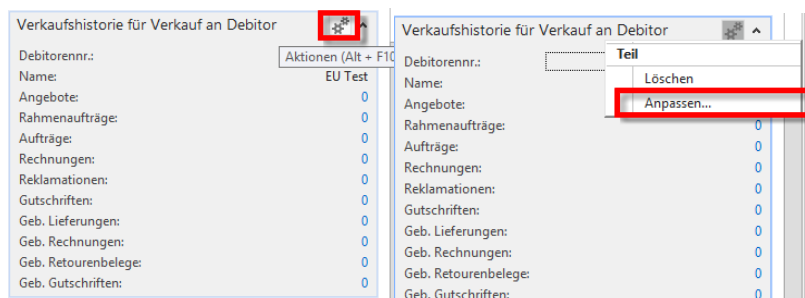 Verkaufshistorie für Verkauf an Debitor
Debitorennr.:
Aktionen (Alt + F10
Name: EU Test
Angebote: 0
Rahmenaufträge: 0
Aufträge: 0
Rechnungen: 0
Reklamationen: 0
Gutschriften: 0
Geb. Lieferungen: 0
Geb. Rechnungen: 0
Geb. Retourenbelege: 0
Geb. Gutschriften: 0
Verkaufshistorie für Verkauf an Debitor
Teil
Löschen
Anpassen...
Debitorennr.:
Name:
Angebote:
Rahmenaufträge: 0
Aufträge: 0
Rechnungen: 0
Reklamationen: 0
Gutschriften: 0
Geb. Lieferungen: 0
Geb. Rechnungen: 0
Geb. Retourenbelege: 0
Geb. Gutschriften: 0